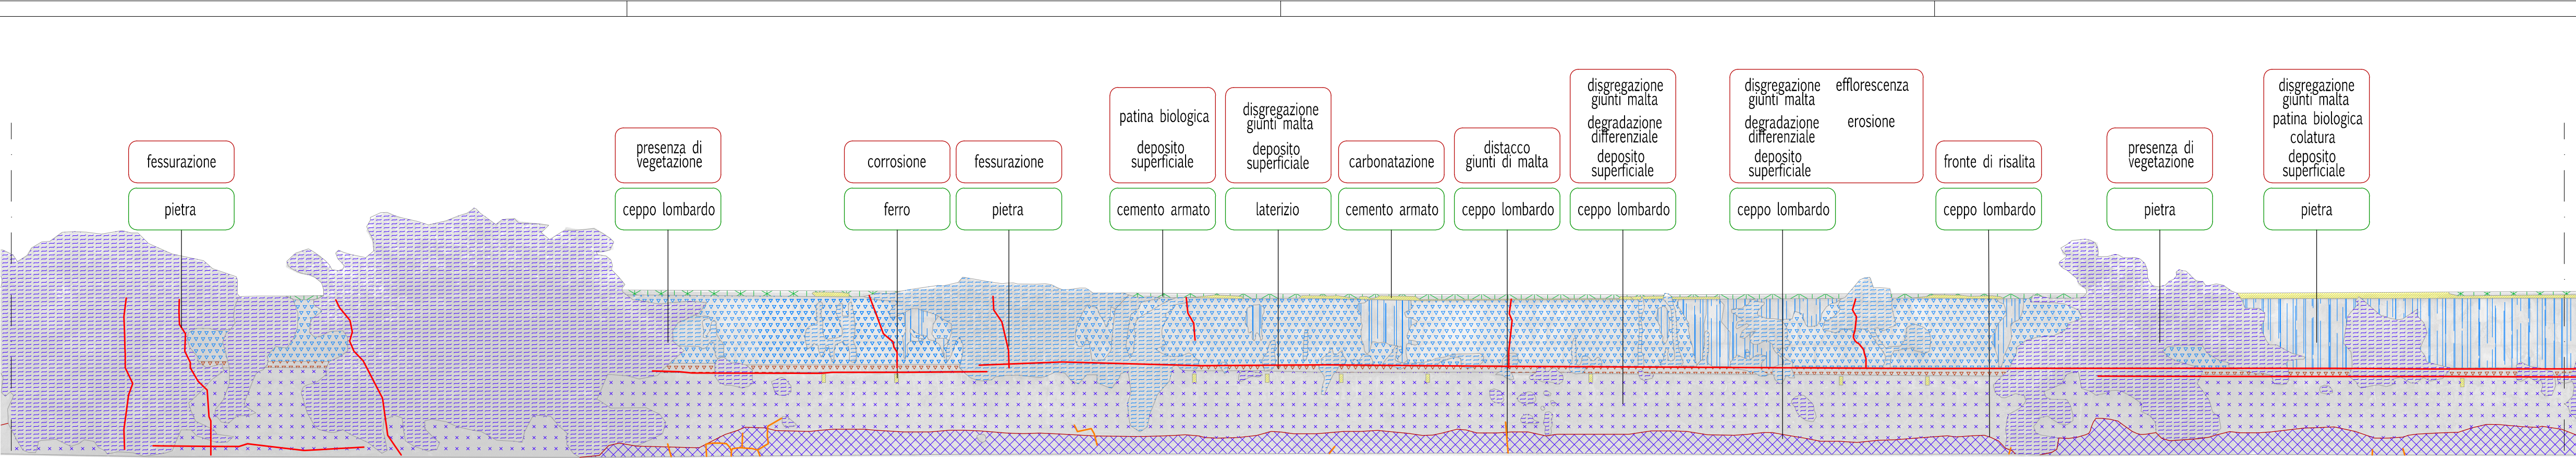 fessurazione
pietra
presenza di
vegetazione
ceppo lombardo
corrosione
ferro
fessurazione
pietra
patina biologica
deposito
superficiale
cemento armato
disgregazione
giunti malta
deposito
superficiale
laterizio
carbonatazione
cemento armato
distacco
giunti di malta
ceppo lombardo
disgregazione
giunti malta
degradazione
differenziale
deposito
superficiale
ceppo lombardo
disgregazione
giunti malta
degradazione
differenziale
deposito
superficiale
efflorescenza
erosione
ceppo lombardo
fronte di risalita
ceppo lombardo
presenza di
vegetazione
pietra
disgregazione
giunti malta
patina biologica
colatura
deposito
superficiale
pietra